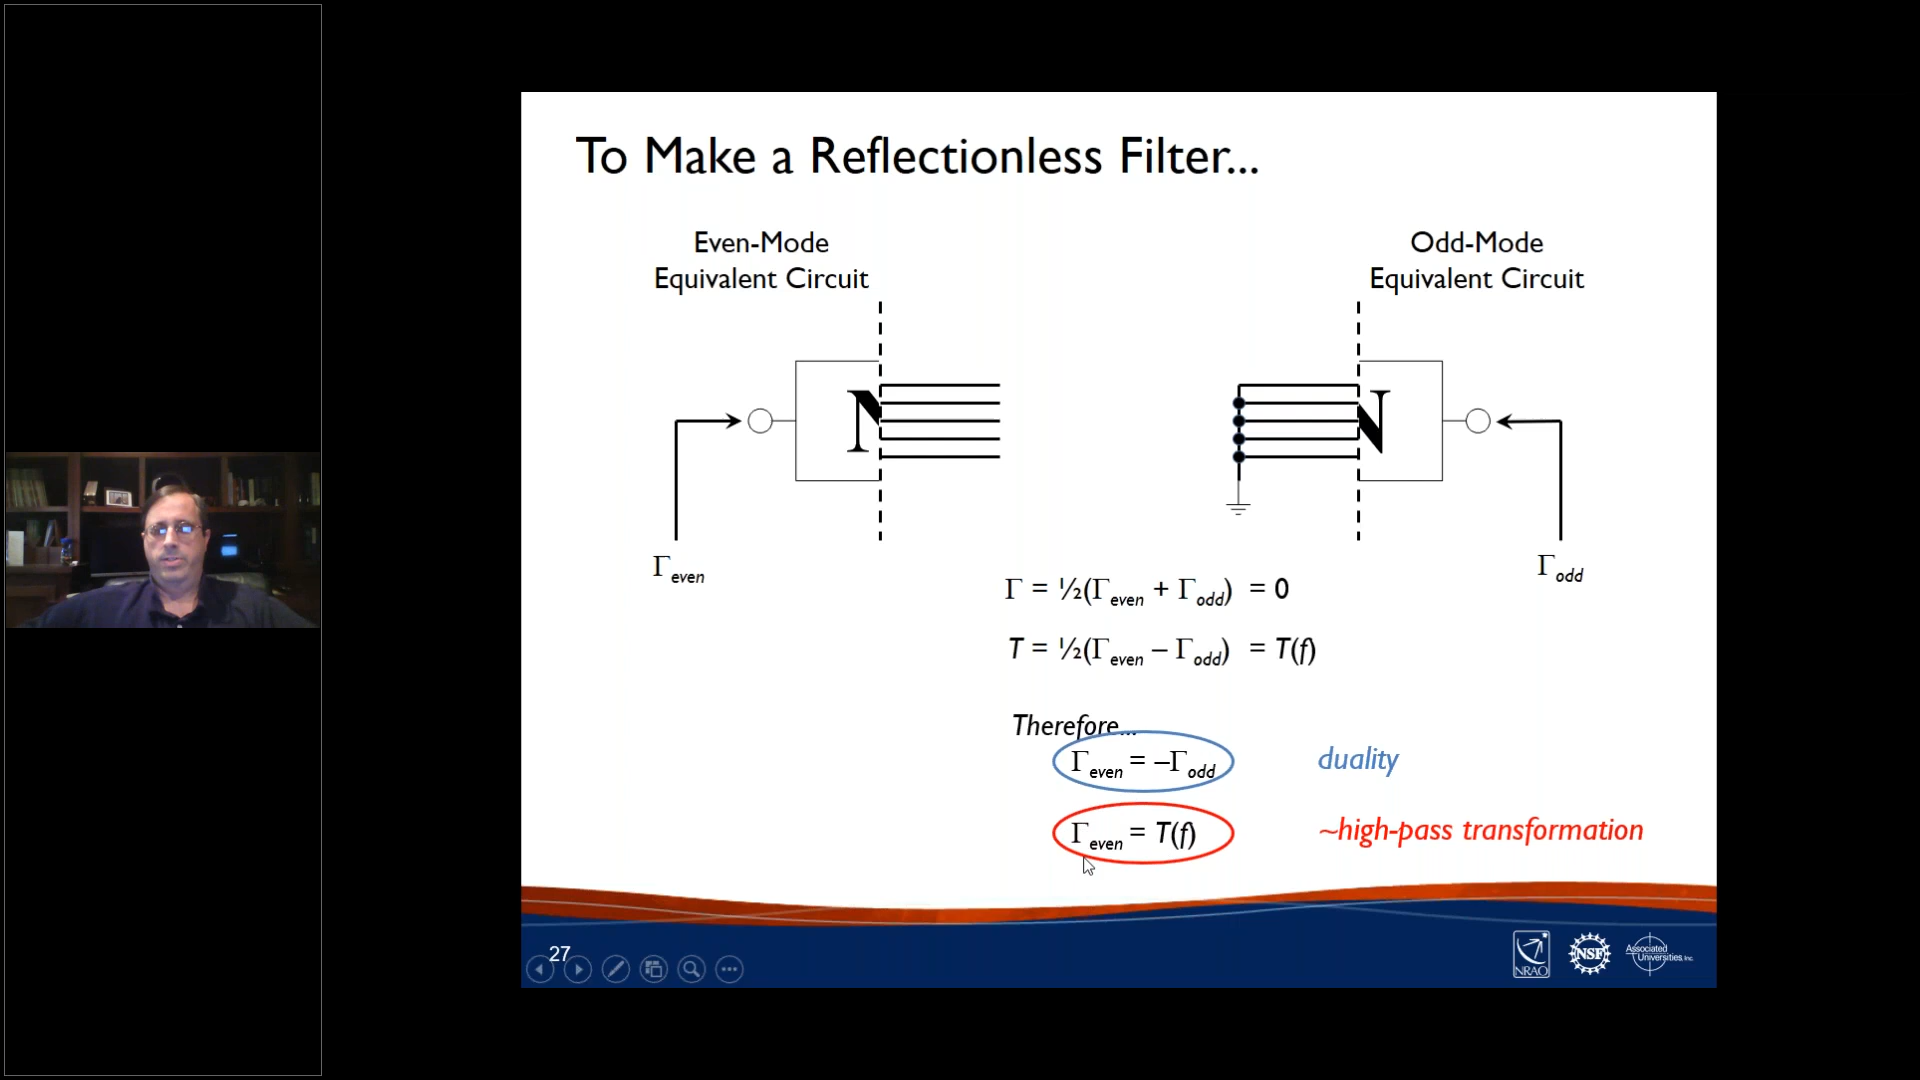 To Make a Reflectionless Filter...
Even-Mode
Equivalent Circuit
Odd-Mode
Equivalent Circuit
N
N
Γeven
Γodd
Γ = ½(Γeven + Γodd) = 0
T = ½(Γeven – Γodd) = T(f)
Therefore...
Γeven = –Γodd
duality
Γeven = T(f)
~high-pass transformation
27
NRAO
NSF
Associated
Universities, Inc.